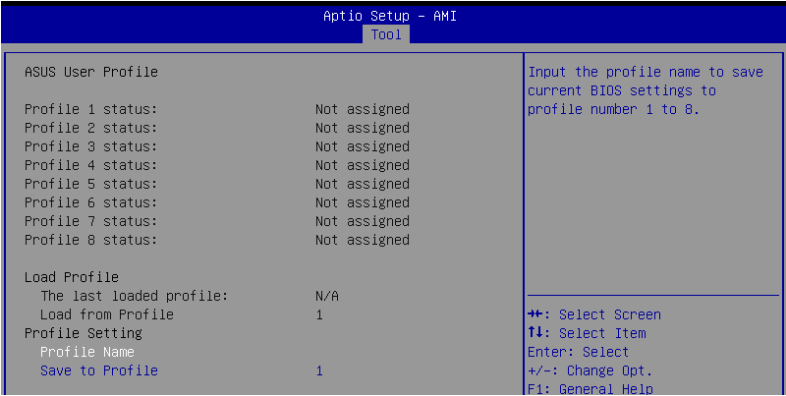 Aptio Setup – AMI
Tool
ASUS User Profile
Profile 1 status: Not assigned
Profile 2 status: Not assigned
Profile 3 status: Not assigned
Profile 4 status: Not assigned
Profile 5 status: Not assigned
Profile 6 status: Not assigned
Profile 7 status: Not assigned
Profile 8 status: Not assigned
Load Profile
The last loaded profile: N/A
Load from Profile 1
Profile Setting
Profile Name
Save to Profile 1
Input the profile name to save
current BIOS settings to
profile number 1 to 8.
→←: Select Screen
↑↓: Select Item
Enter: Select
+/-: Change Opt.
F1: General Help